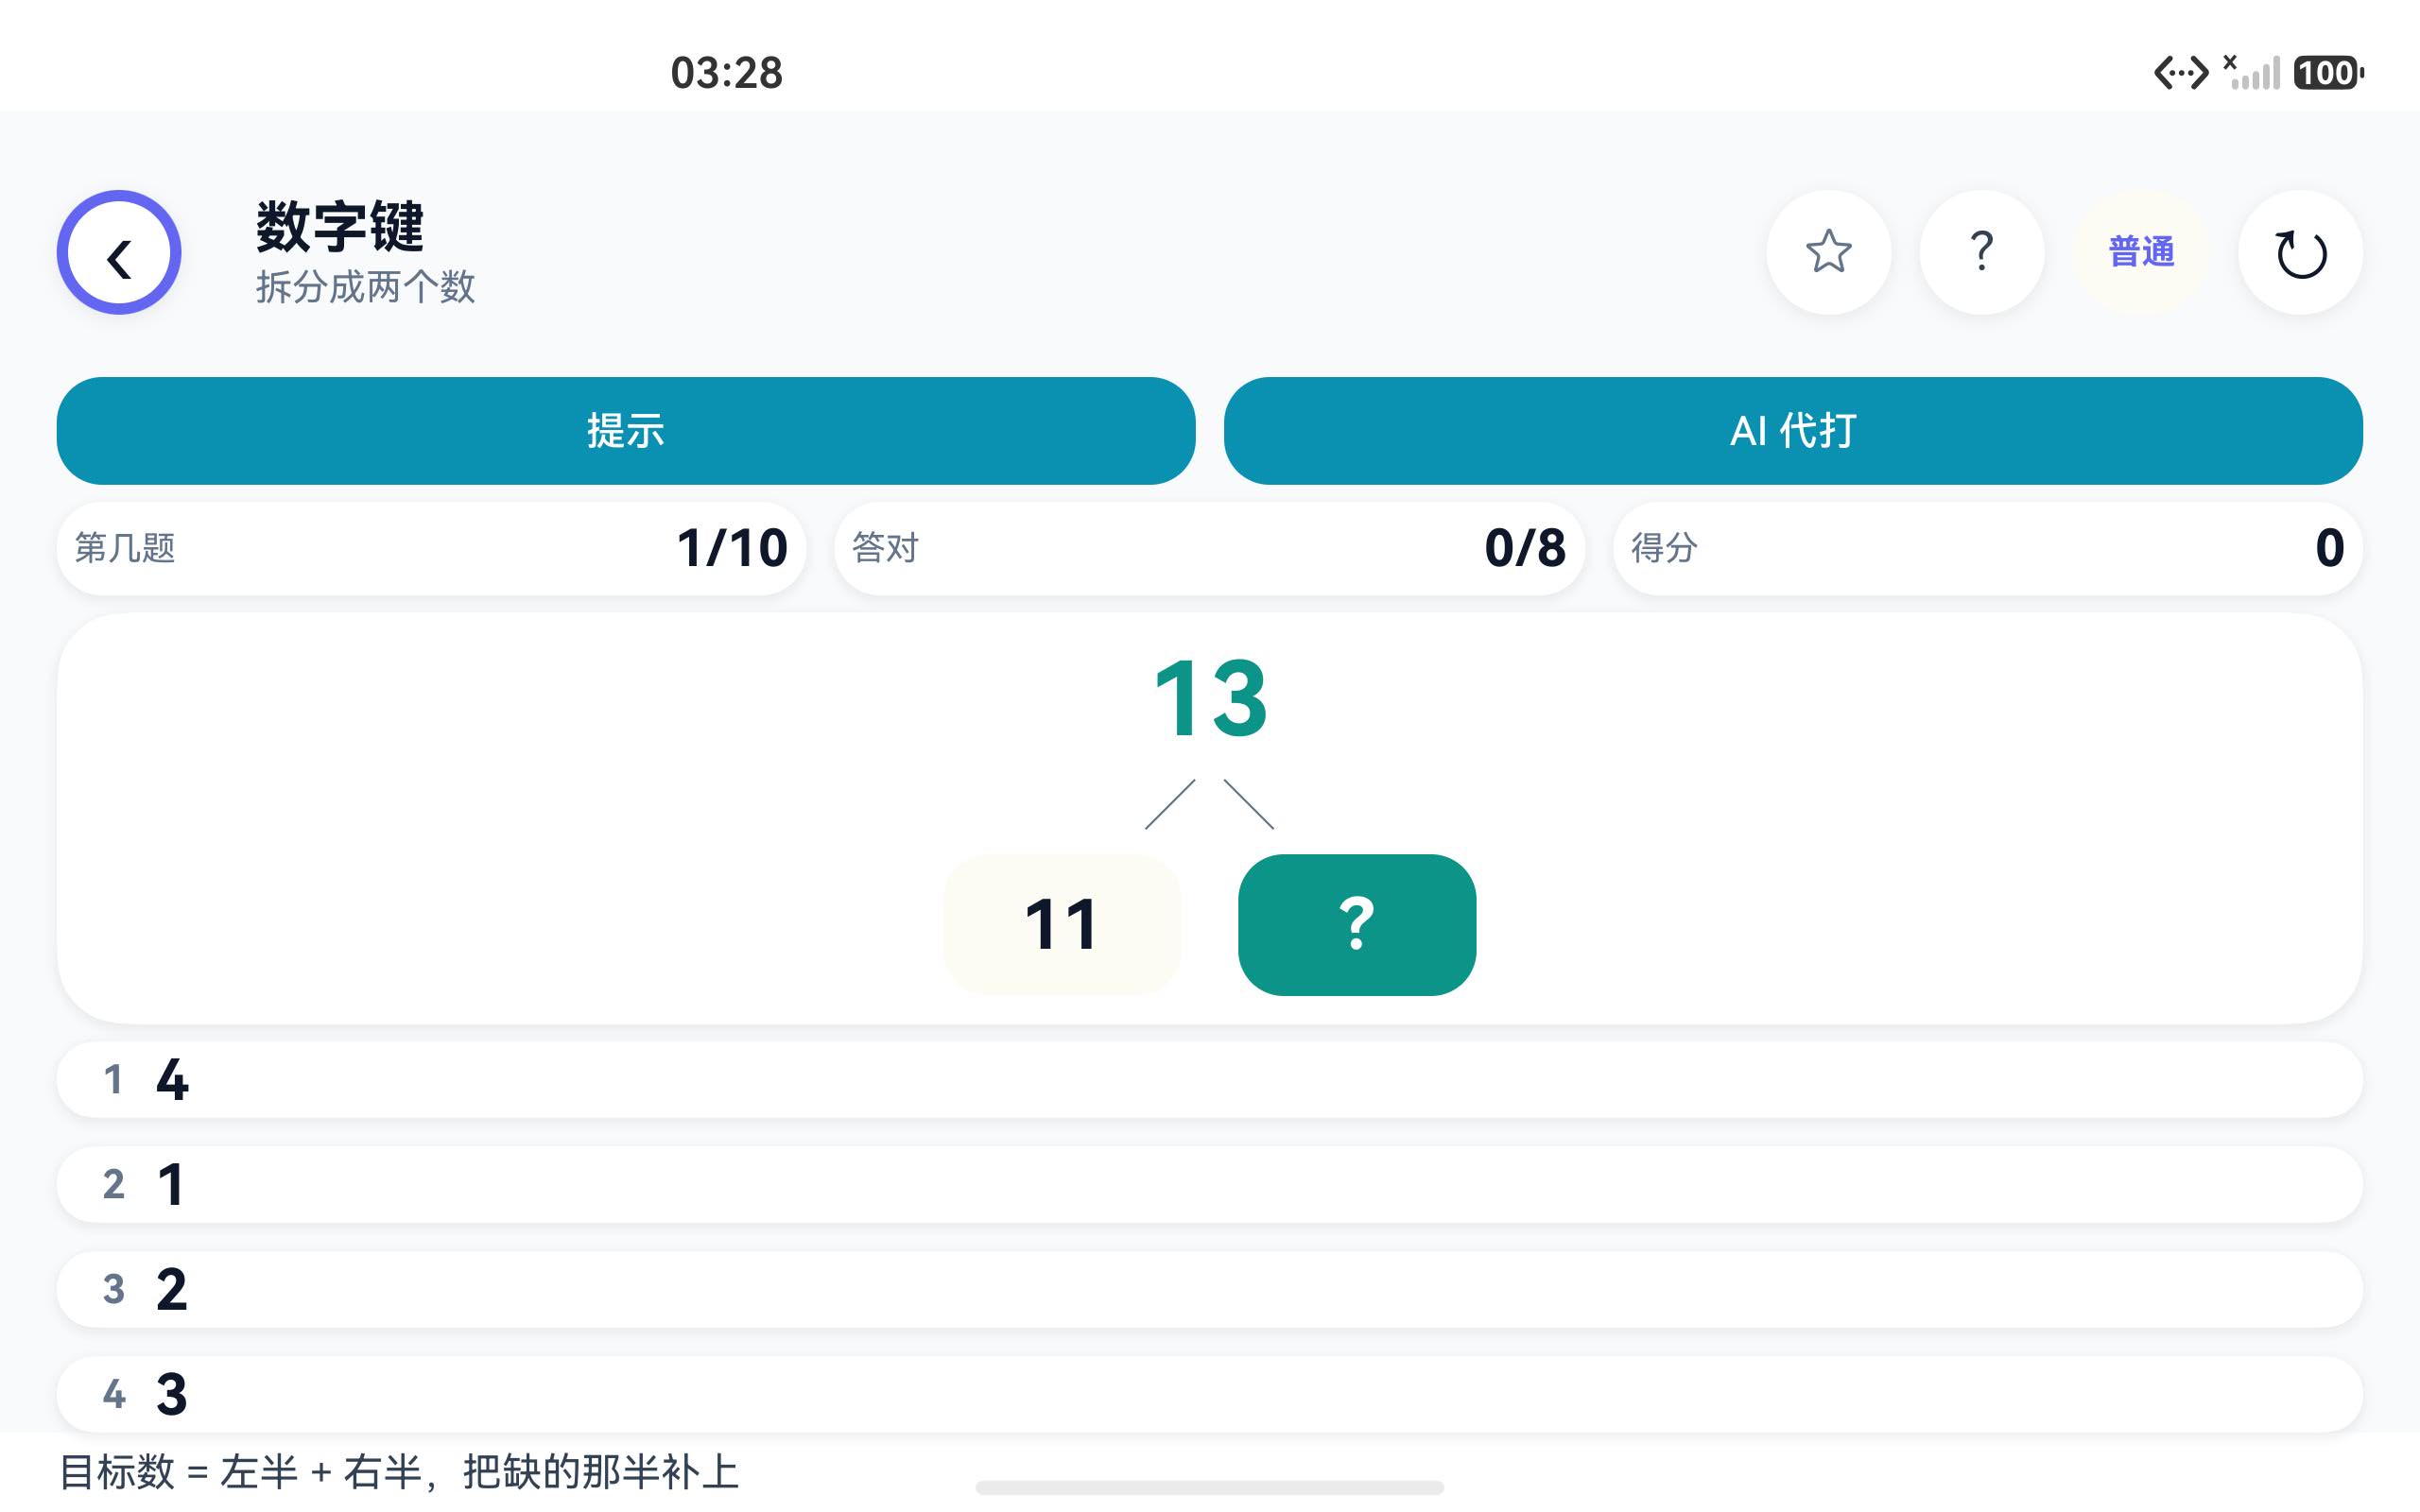 03:28
100
数字键
拆分成两个数
?
普通
提示
AI 代打
第几题 1/10
答对 0/8
得分 0
13
11
?
1 4
2 1
3 2
4 3
目标数 = 左半 + 右半，把缺的那半补上